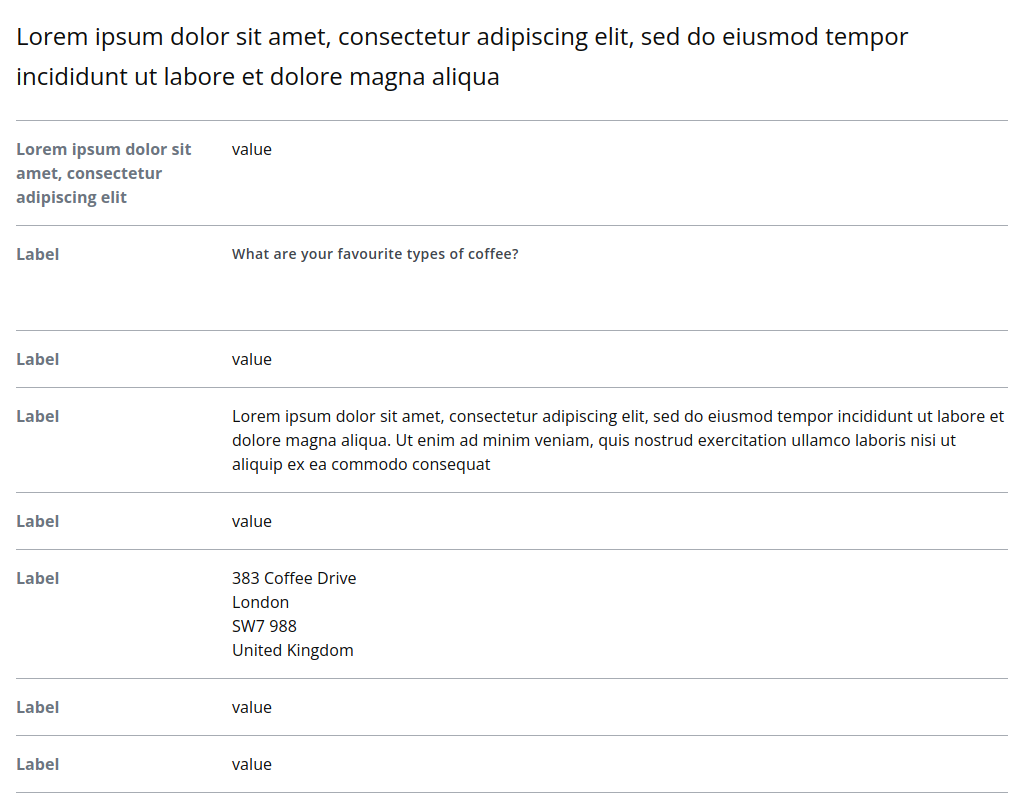 Lorem ipsum dolor sit amet, consectetur adipiscing elit, sed do eiusmod tempor
incididunt ut labore et dolore magna aliqua
Lorem ipsum dolor sit
amet, consectetur
adipiscing elit
value
Label
What are your favourite types of coffee?
Label
value
Label
Lorem ipsum dolor sit amet, consectetur adipiscing elit, sed do eiusmod tempor incididunt ut labore et
dolore magna aliqua. Ut enim ad minim veniam, quis nostrud exercitation ullamco laboris nisi ut
aliquip ex ea commodo consequat
Label
value
Label
383 Coffee Drive
London
SW7 988
United Kingdom
Label
value
Label
value